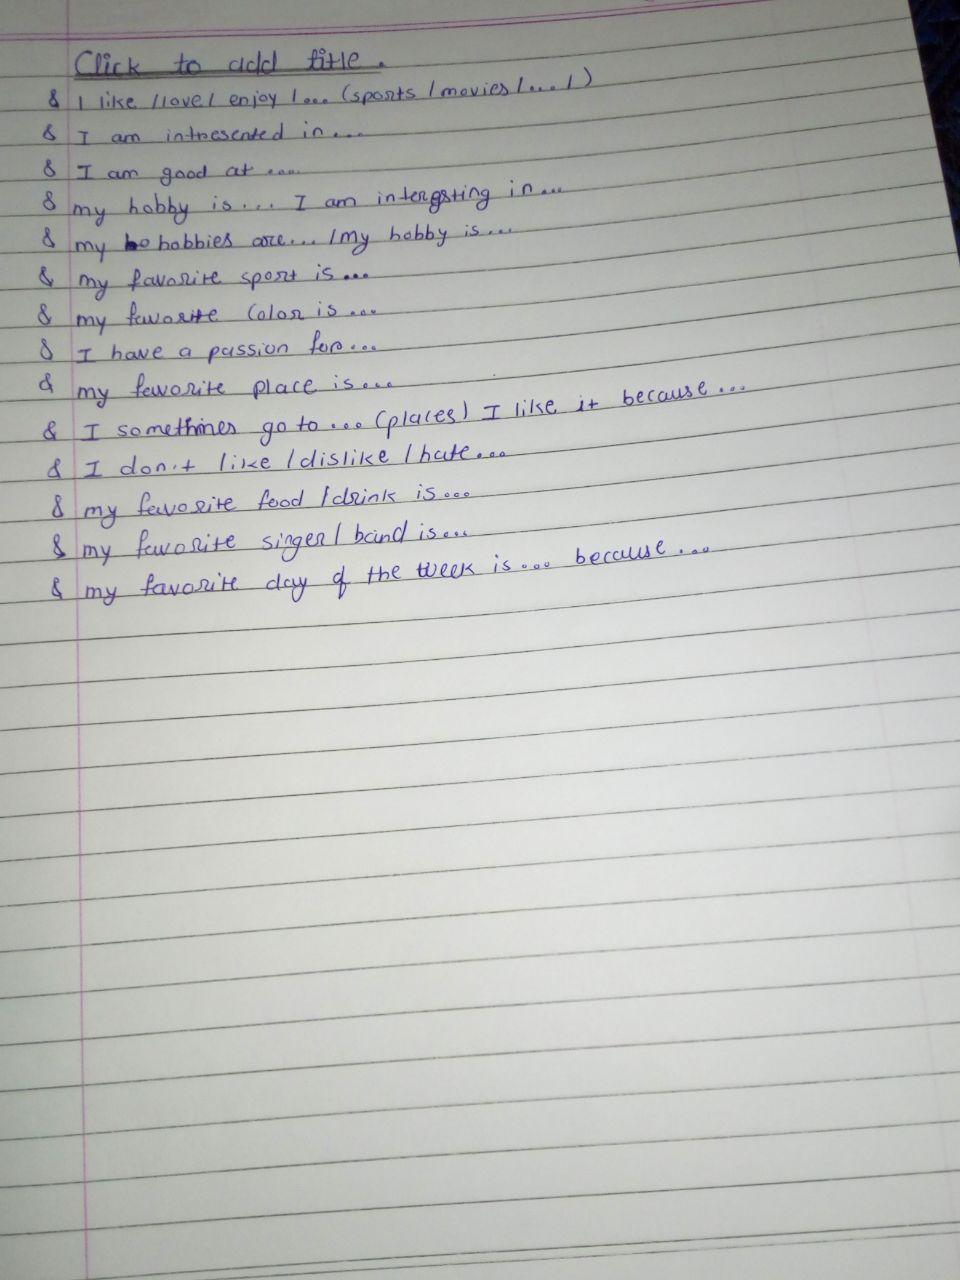 Click to add title.
& I like / love / enjoy / ... (sports / movies / ... / )
& I am intresented in ...
& I am good at ....
& my hobby is ... I am intergsting in ...
& my hobbies are ... / my hobby is ...
& my favorite sport is ...
& my favorite Color is ...
& I have a passion for ...
& my fevorite place is ...
& I somethines go to ... (places) I like it because ...
& I don't like / dislike / hate ...
& my fevorite food / drink is ...
& my favorite singer / band is ...
& my favorite day of the week is ... because ...